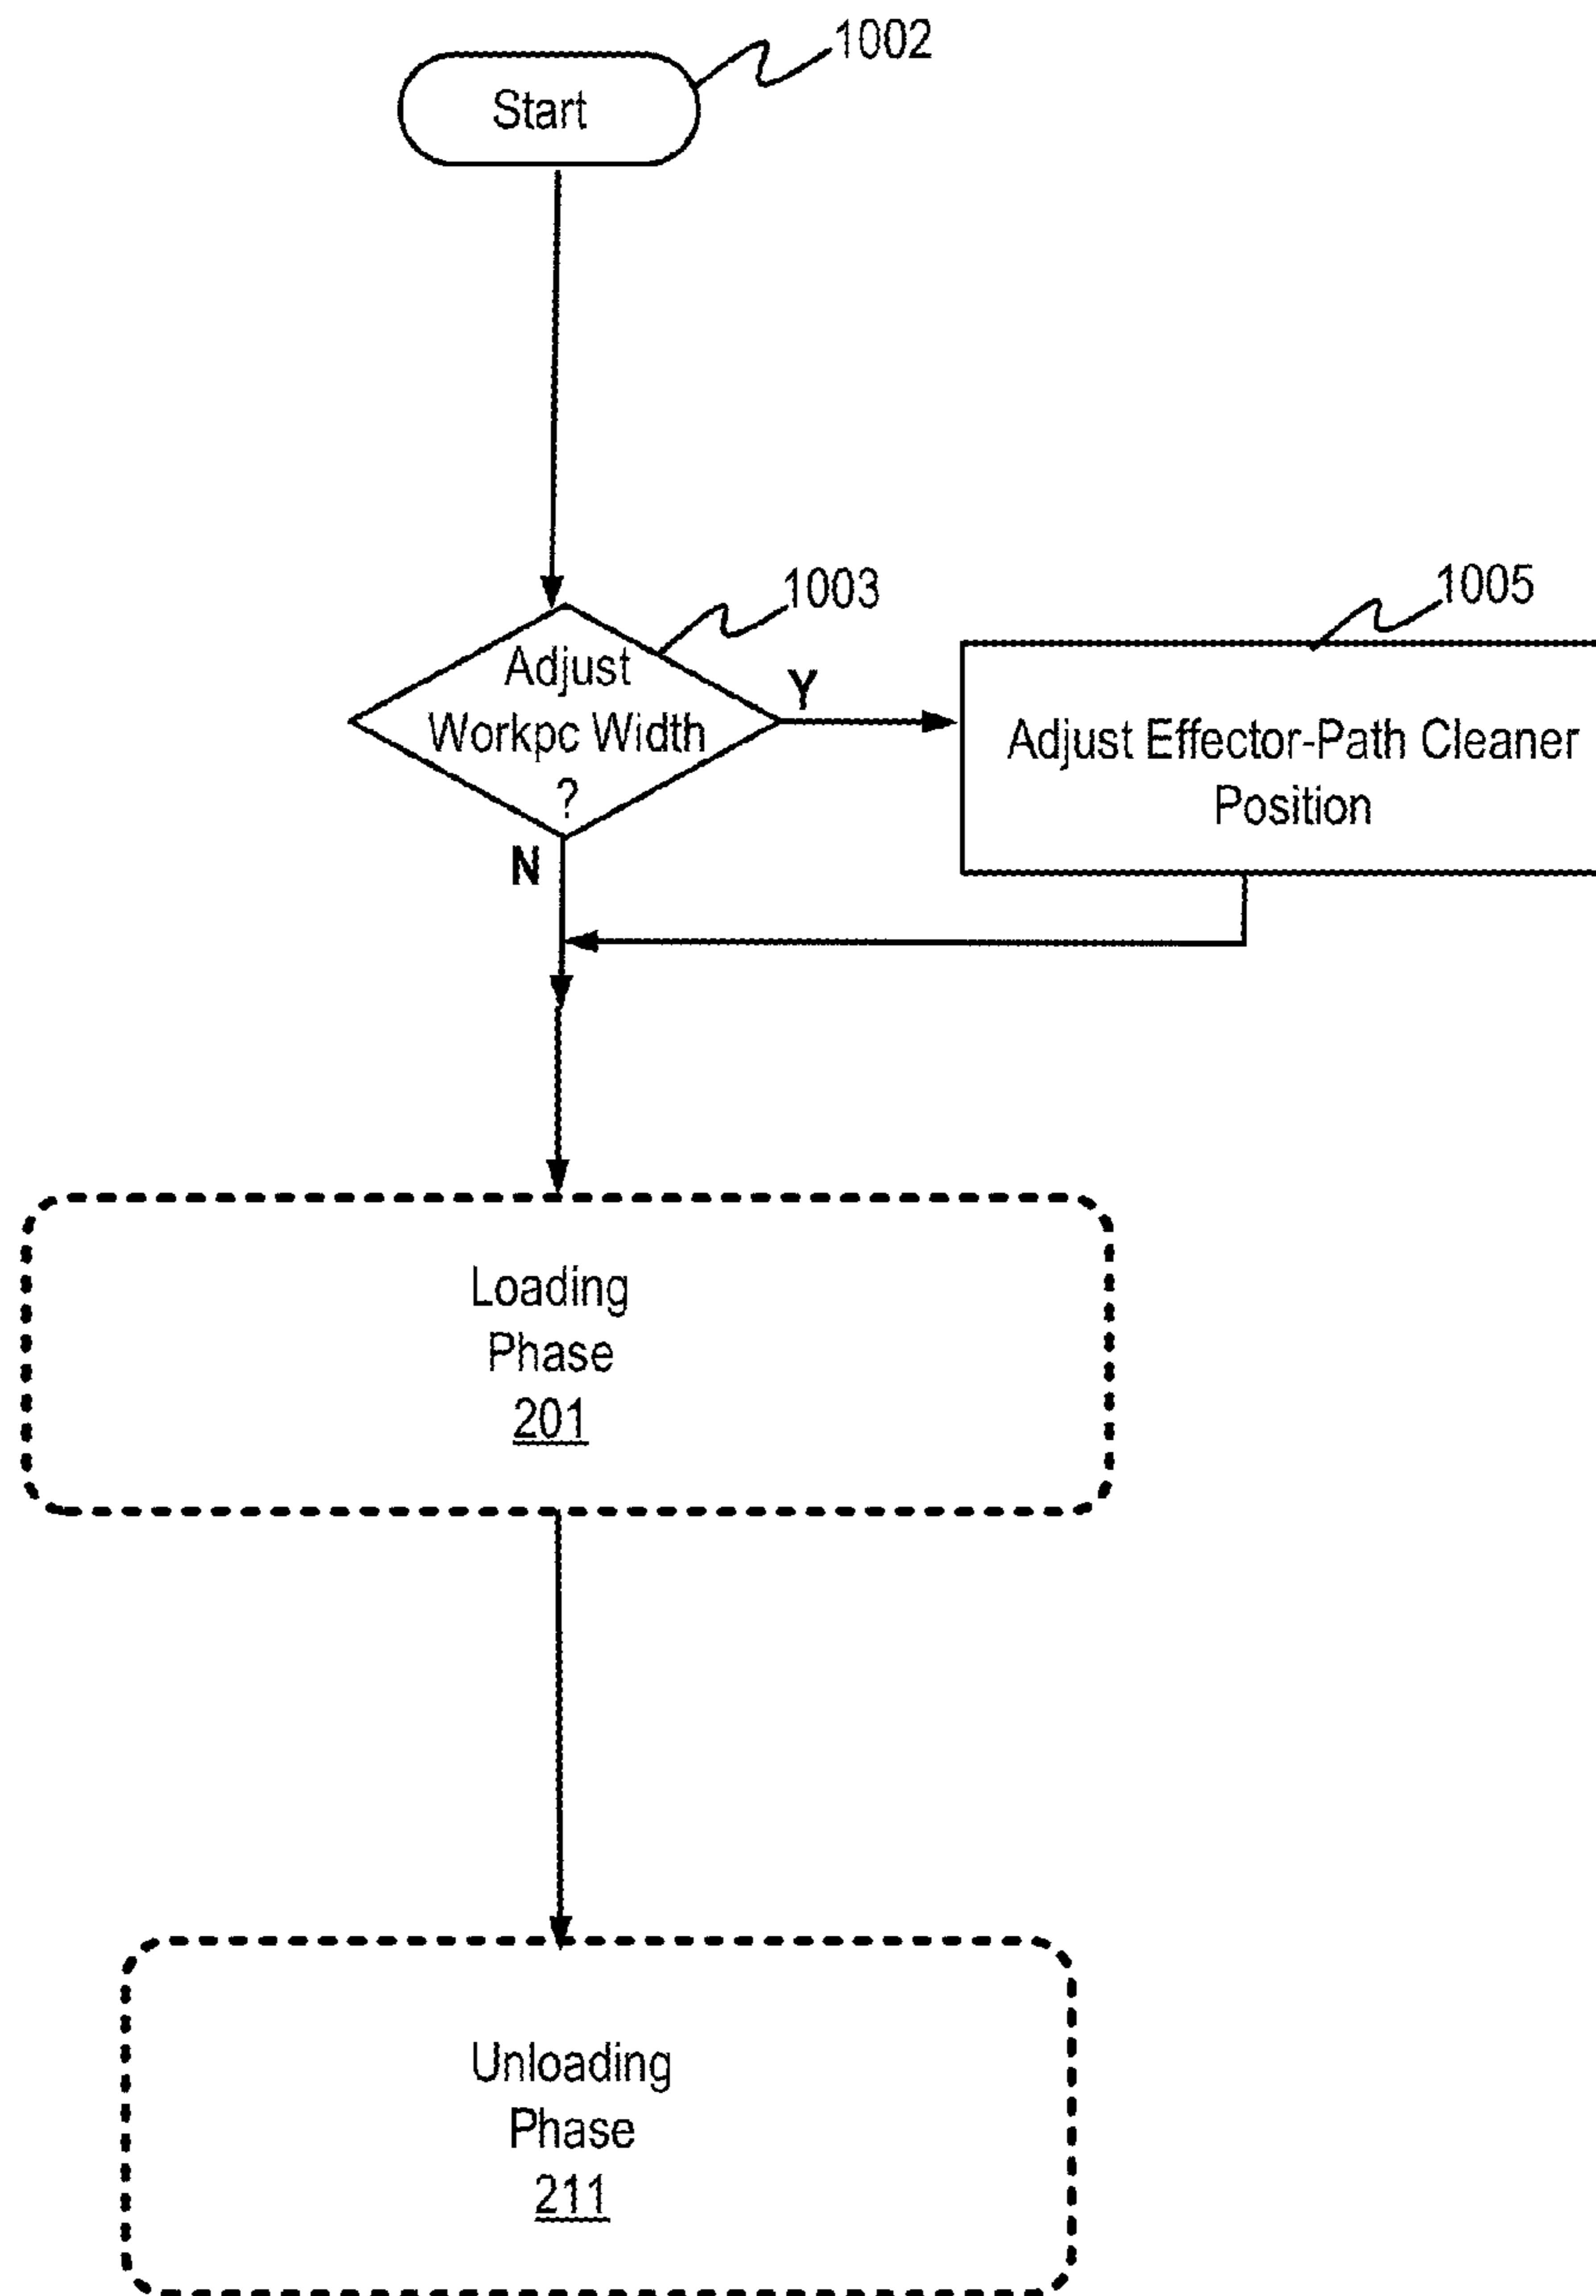 1002
Start
1003
Adjust
Workpc Width
?
Y
N
1005
Adjust Effector-Path Cleaner
Position
Loading
Phase
201
Unloading
Phase
211